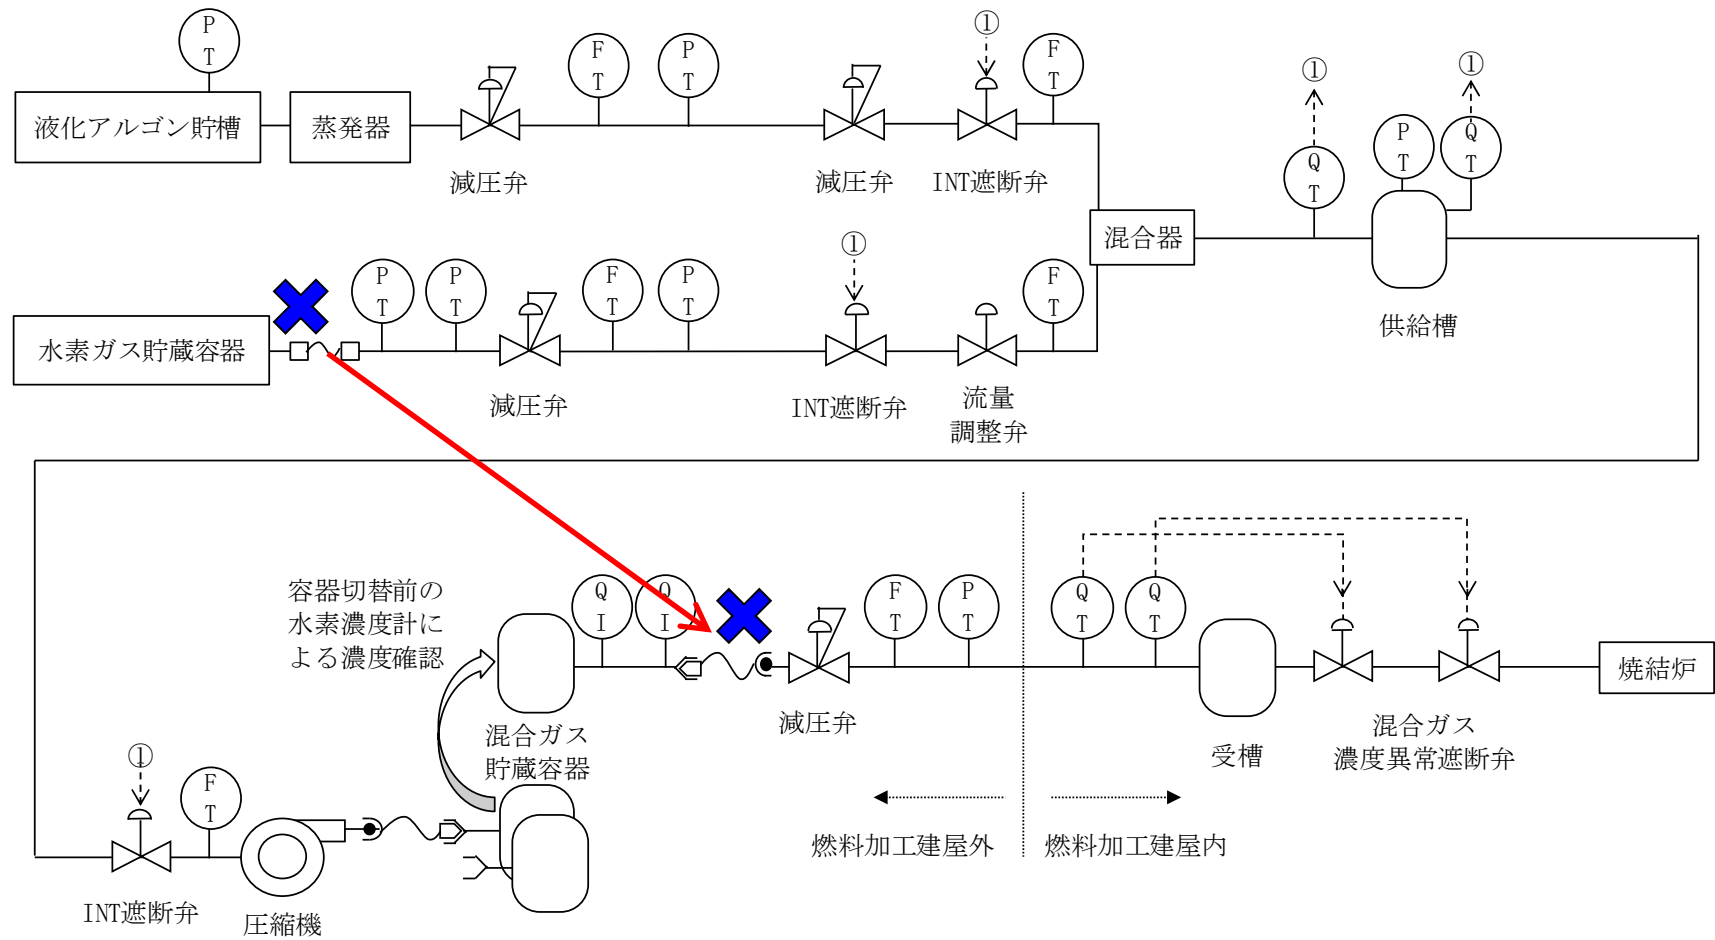 P
T
液化アルゴン貯槽
蒸発器
減圧弁
F
T
P
T
減圧弁
①
INT遮断弁
F
T
①
Q
T
P
T
①
Q
T
混合器
供給槽
水素ガス貯蔵容器
P
T
P
T
減圧弁
F
T
P
T
①
INT遮断弁
流量
調整弁
F
T
容器切替前の
水素濃度計に
よる濃度確認
混合ガス
貯蔵容器
Q
I
Q
I
減圧弁
F
T
P
T
Q
T
Q
T
受槽
混合ガス
濃度異常遮断弁
焼結炉
①
INT遮断弁
F
T
圧縮機
燃料加工建屋外
燃料加工建屋内